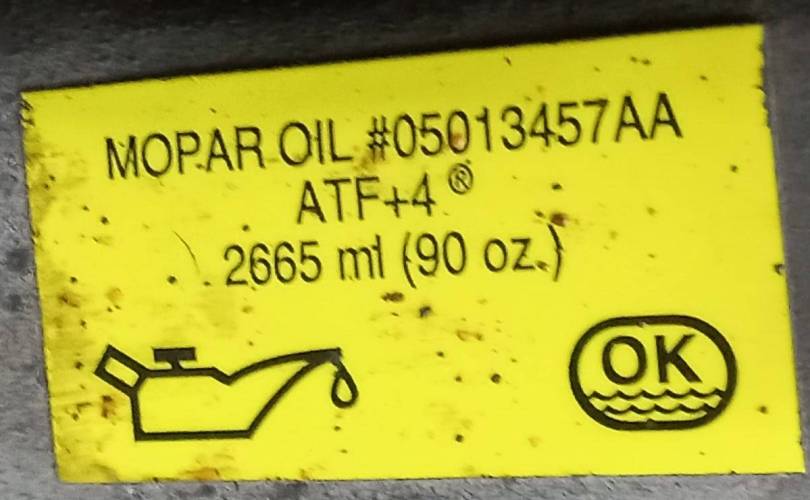 MOPAR OIL #05013457AA
ATF+4®
2665 ml (90 oz.)
OK